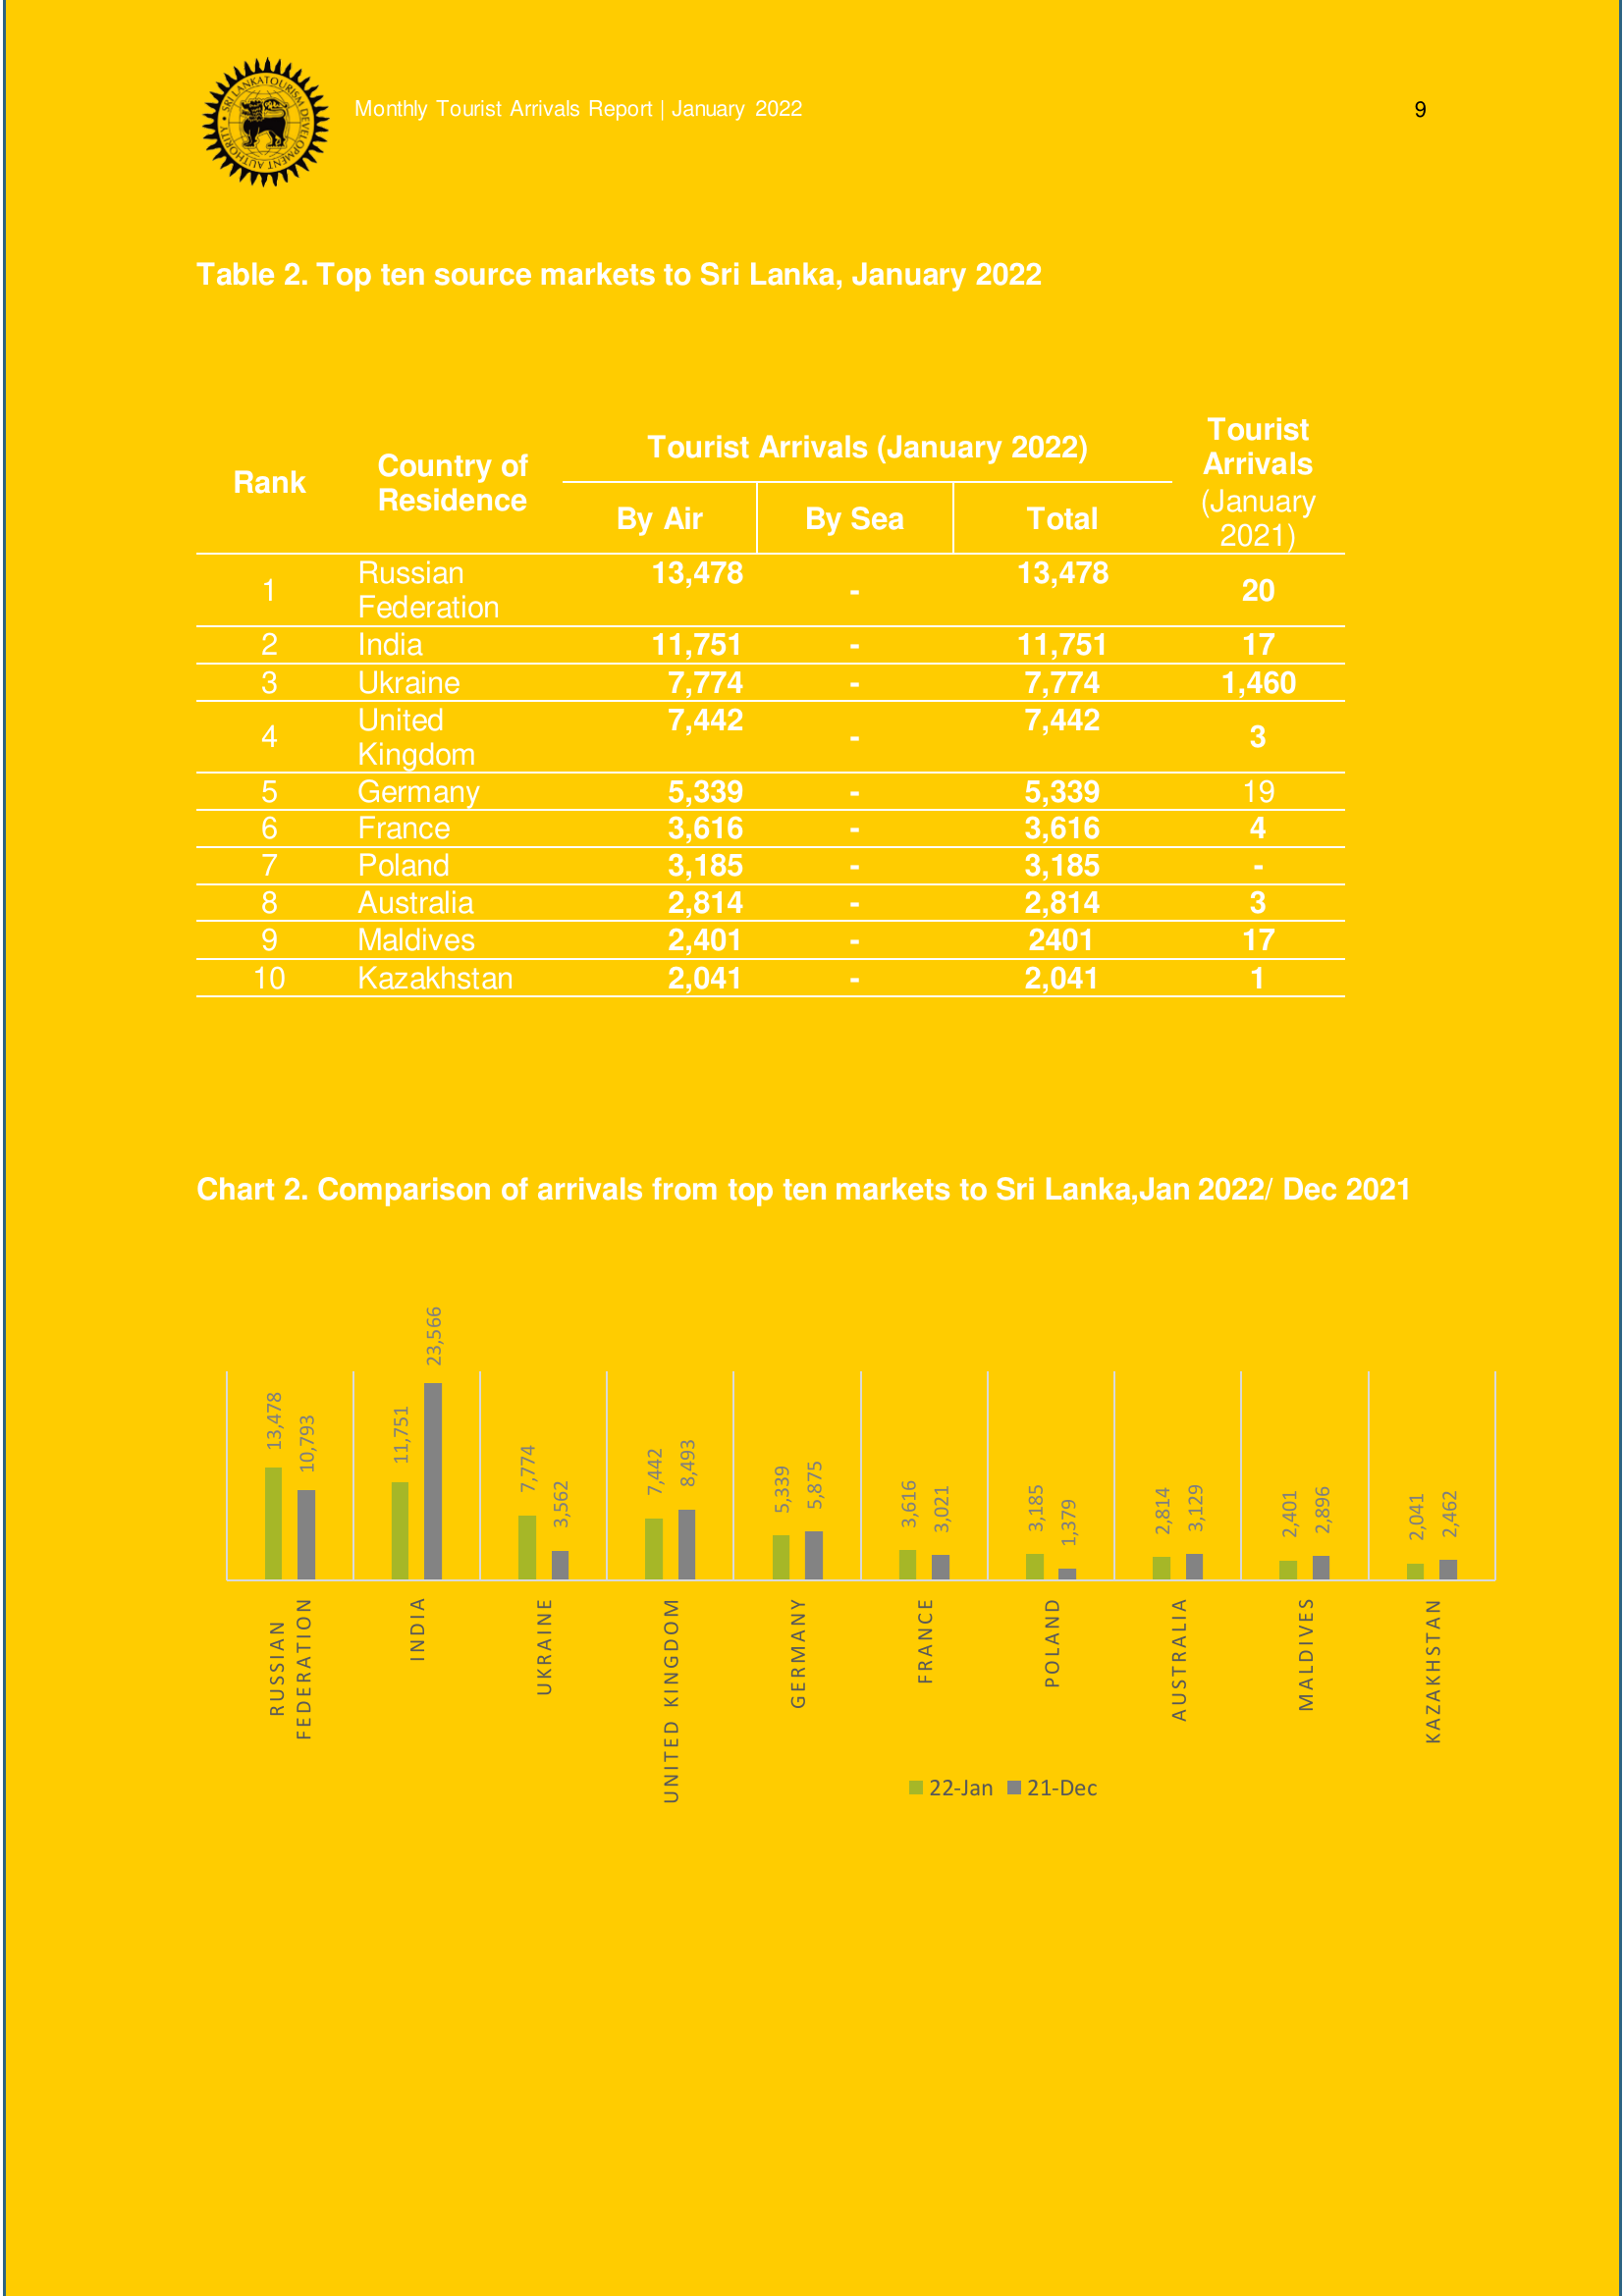 SRI LANKA TOURISM DEVELOPMENT AUTHORITY
Monthly Tourist Arrivals Report | January 2022
9
Table 2. Top ten source markets to Sri Lanka, January 2022
Rank Country of Residence Tourist Arrivals (January 2022) Tourist Arrivals (January 2021)
By Air By Sea Total
1 Russian Federation 13,478 - 13,478 20
2 India 11,751 - 11,751 17
3 Ukraine 7,774 - 7,774 1,460
4 United Kingdom 7,442 - 7,442 3
5 Germany 5,339 - 5,339 19
6 France 3,616 - 3,616 4
7 Poland 3,185 - 3,185 -
8 Australia 2,814 - 2,814 3
9 Maldives 2,401 - 2401 17
10 Kazakhstan 2,041 - 2,041 1
Chart 2. Comparison of arrivals from top ten markets to Sri Lanka,Jan 2022/ Dec 2021
13,478 10,793
11,751 23,566
7,774 3,562
7,442 8,493
5,339 5,875
3,616 3,021
3,185 1,379
2,814 3,129
2,401 2,896
2,041 2,462
RUSSIAN
FEDERATION
INDIA
UKRAINE
UNITED KINGDOM
GERMANY
FRANCE
POLAND
AUSTRALIA
MALDIVES
KAZAKHSTAN
22-Jan 21-Dec